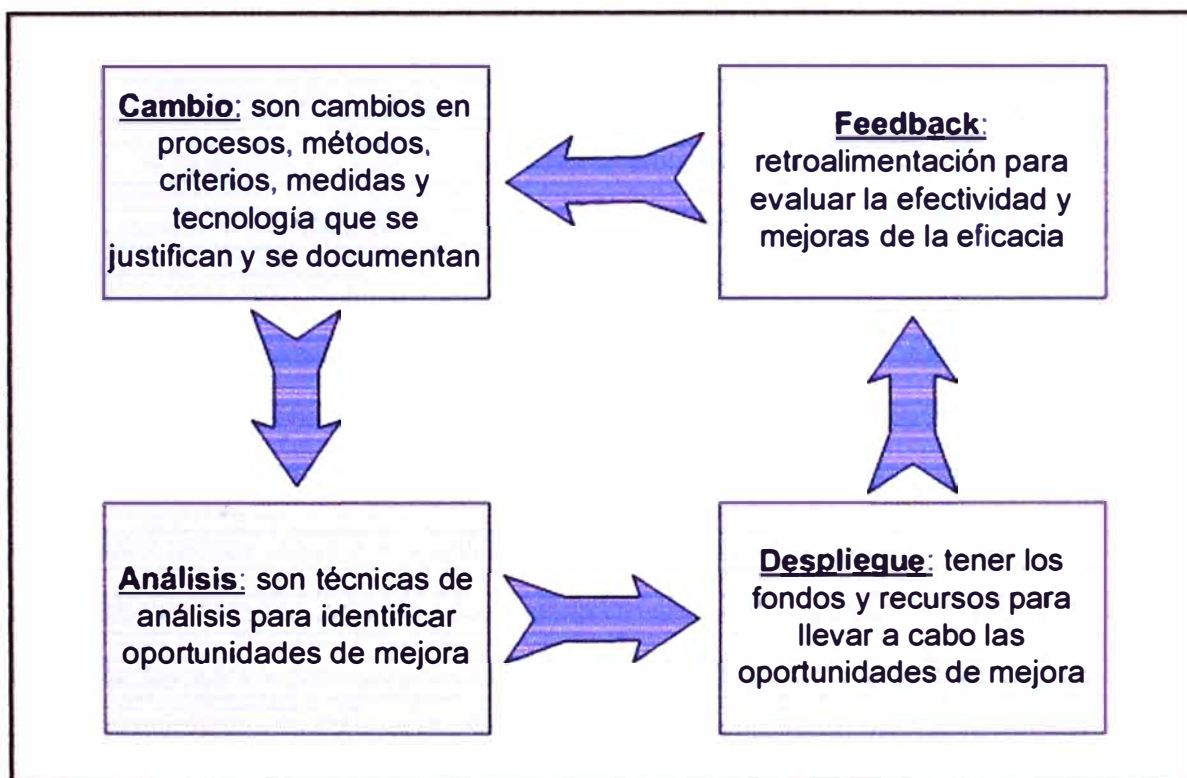 Cambio: son cambios en
procesos, métodos,
criterios, medidas y
tecnología que se
justifican y se documentan
Feedback:
retroalimentación para
evaluar la efectividad y
mejoras de la eficacia
Análisis: son técnicas de
análisis para identificar
oportunidades de mejora
Despliegue: tener los
fondos y recursos para
llevar a cabo las
oportunidades de mejora